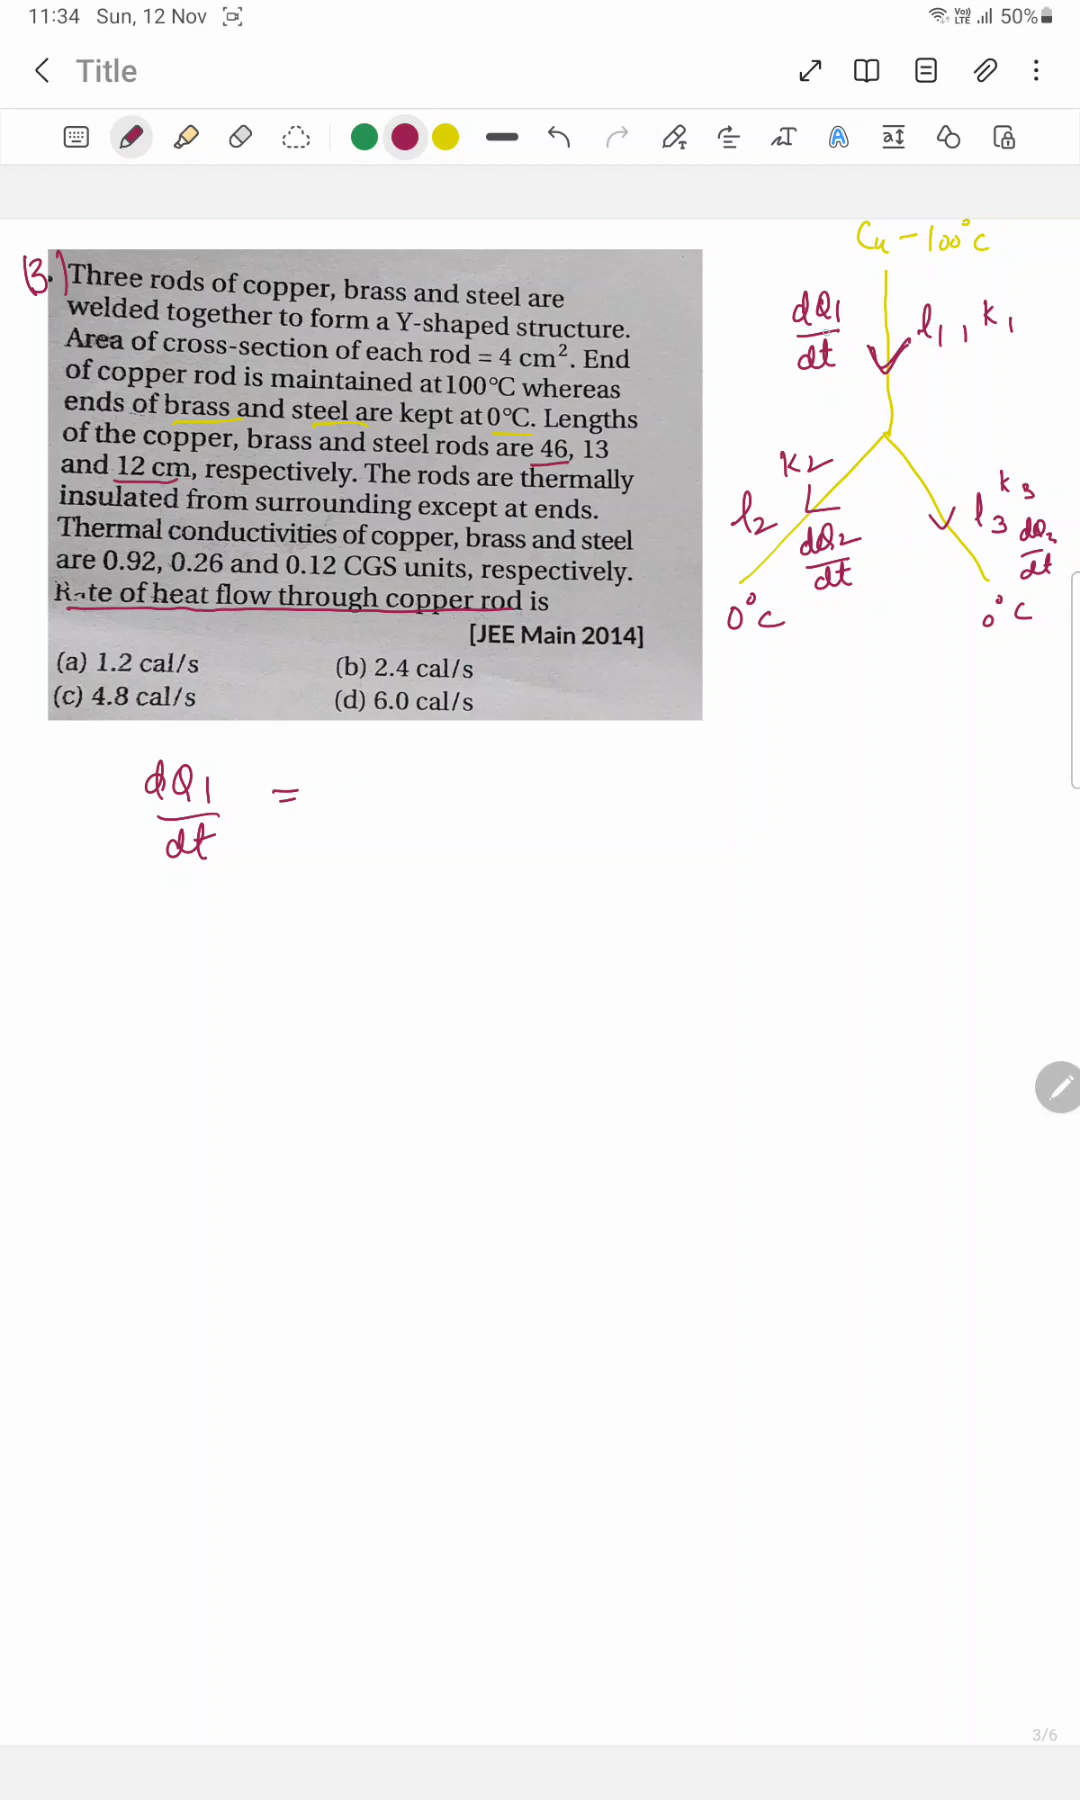 11:34 Sun, 12 Nov
Vo)) LTE 50%
Title
Cu - 100°C
13.) Three rods of copper, brass and steel are
welded together to form a Y-shaped structure.
Area of cross-section of each rod = 4 cm². End
of copper rod is maintained at 100°C whereas
ends of brass and steel are kept at 0°C. Lengths
of the copper, brass and steel rods are 46, 13
and 12 cm, respectively. The rods are thermally
insulated from surrounding except at ends.
Thermal conductivities of copper, brass and steel
are 0.92, 0.26 and 0.12 CGS units, respectively.
Rate of heat flow through copper rod is
[JEE Main 2014]
(a) 1.2 cal/s (b) 2.4 cal/s
(c) 4.8 cal/s (d) 6.0 cal/s
dQ1/dt l1, k1
k2 k3
l2 l3
dQ2/dt
0°C 0°C
dQ1/dt =
3/6